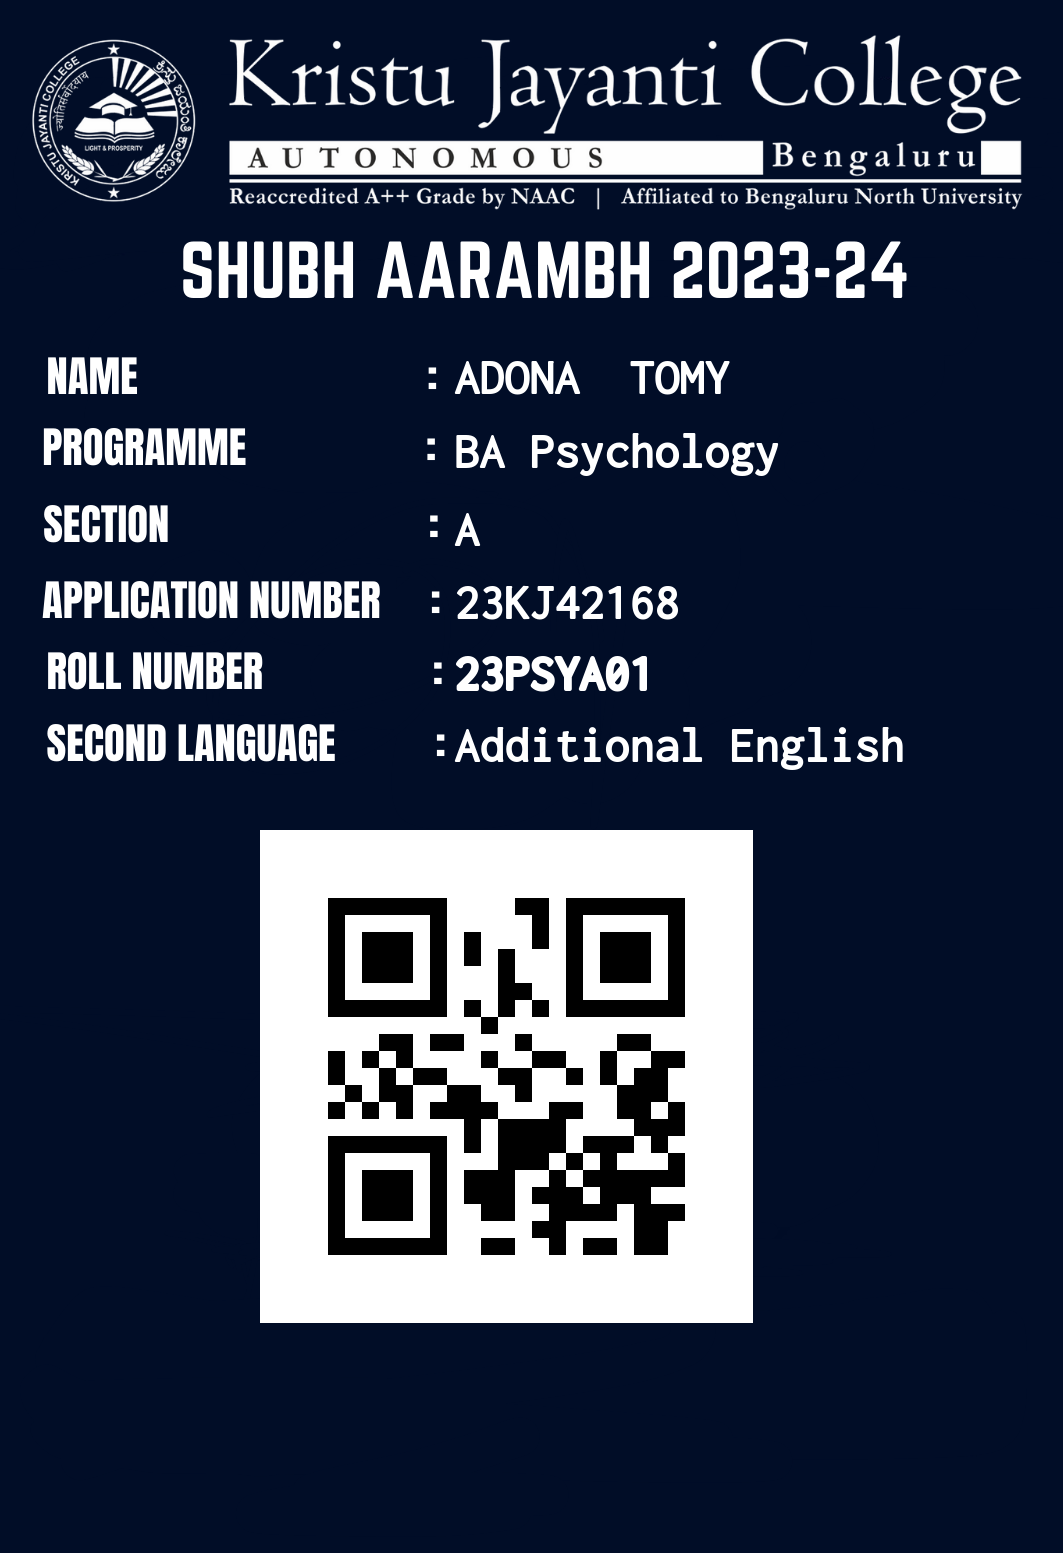 Kristu Jayanti College
AUTONOMOUS Bengaluru
Reaccredited A++ Grade by NAAC | Affiliated to Bengaluru North University
KRISTU JAYANTI COLLEGE
LIGHT & PROSPERITY
SHUBH AARAMBH 2023-24
NAME : ADONA TOMY
PROGRAMME : BA Psychology
SECTION : A
APPLICATION NUMBER : 23KJ42168
ROLL NUMBER : 23PSYA01
SECOND LANGUAGE : Additional English